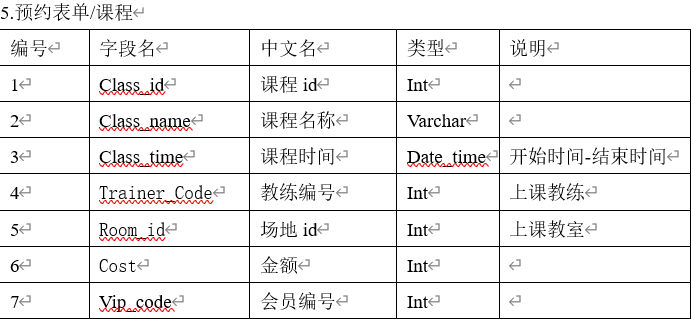 5.预约表单/课程
编号 字段名 中文名 类型 说明
1 Class_id 课程 id Int
2 Class_name 课程名称 Varchar
3 Class_time 课程时间 Date_time 开始时间-结束时间
4 Trainer_Code 教练编号 Int 上课教练
5 Room_id 场地 id Int 上课教室
6 Cost 金额 Int
7 Vip_code 会员编号 Int